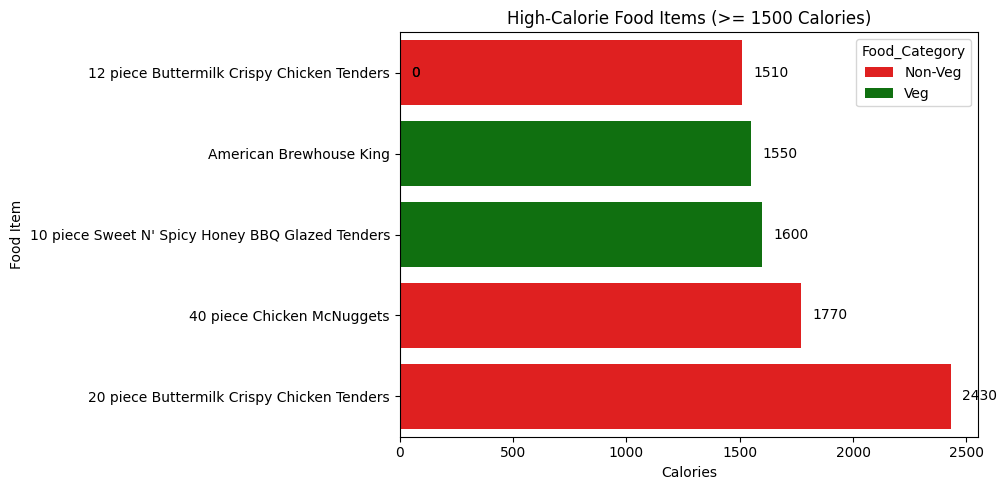 High-Calorie Food Items (>= 1500 Calories)
Food_Category
Non-Veg
Veg
12 piece Buttermilk Crispy Chicken Tenders
0
1510
American Brewhouse King
1550
10 piece Sweet N' Spicy Honey BBQ Glazed Tenders
1600
40 piece Chicken McNuggets
1770
20 piece Buttermilk Crispy Chicken Tenders
2430
Food Item
0 500 1000 1500 2000 2500
Calories